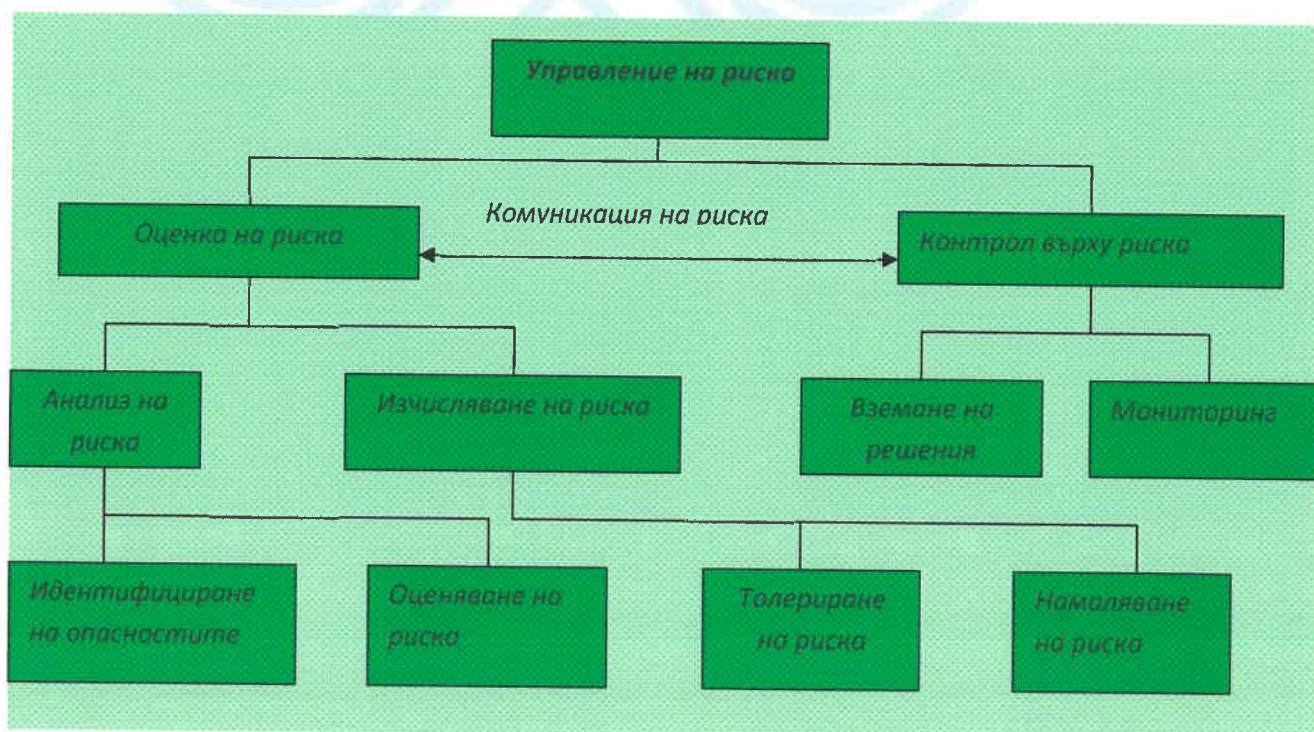 Управление на риска
Комуникация на риска
Оценка на риска
Контрол върху риска
Анализ на
риска
Изчисляване на риска
Вземане на
решения
Мониторинг
Идентифициране
на опасностите
Оценяване на
риска
Толериране
на риска
Намаляване
на риска